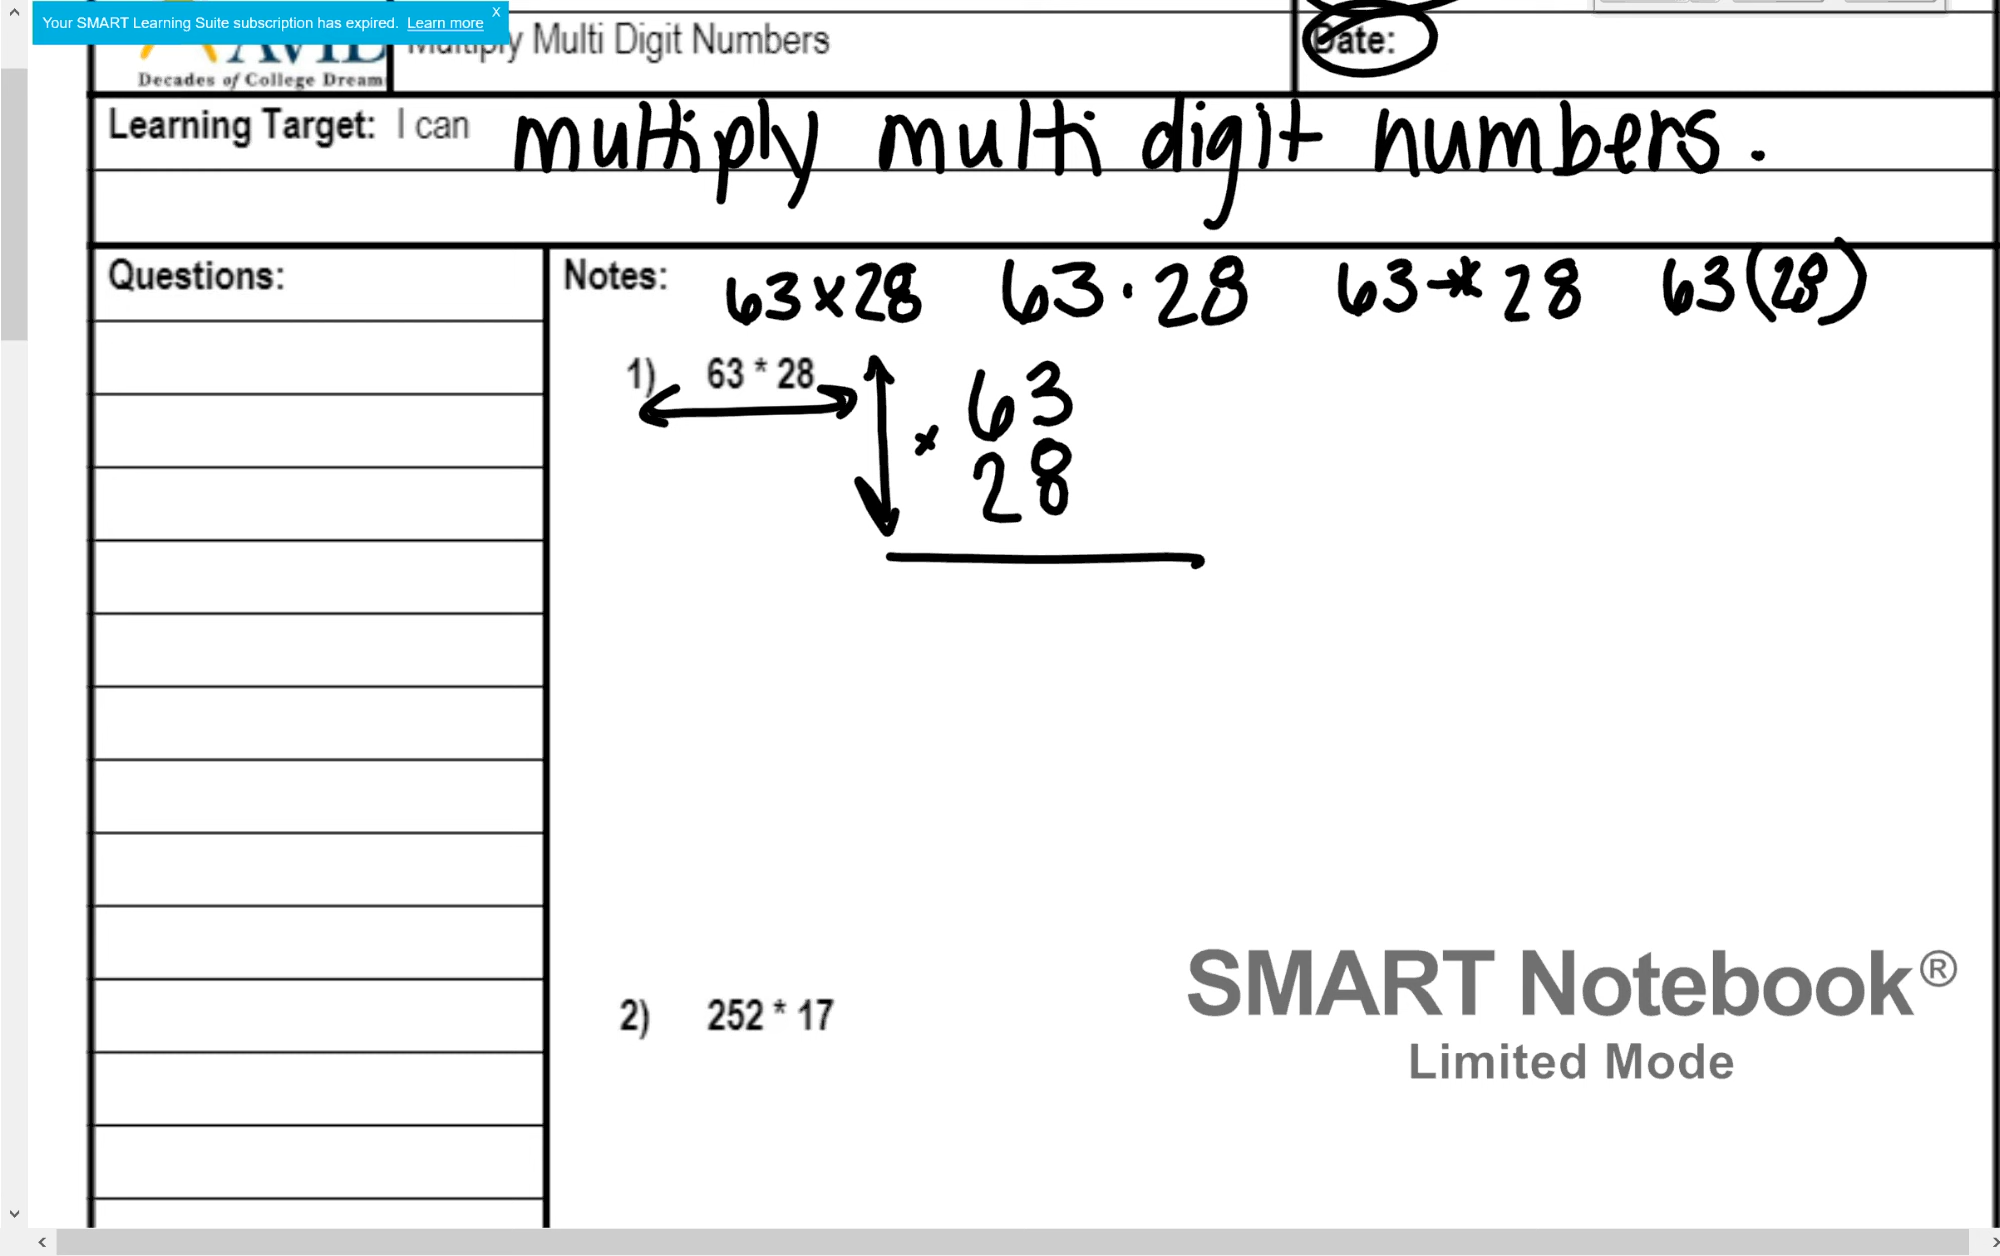 Your SMART Learning Suite subscription has expired. Learn more X
AVID Multiply Multi Digit Numbers Date:
Decades of College Dream
Learning Target: I can multiply multi digit numbers.
Questions:
Notes: 63 x 28 63 · 28 63 * 28 63(28)
1) 63 * 28
63
x 28
2) 252 * 17
SMART Notebook®
Limited Mode